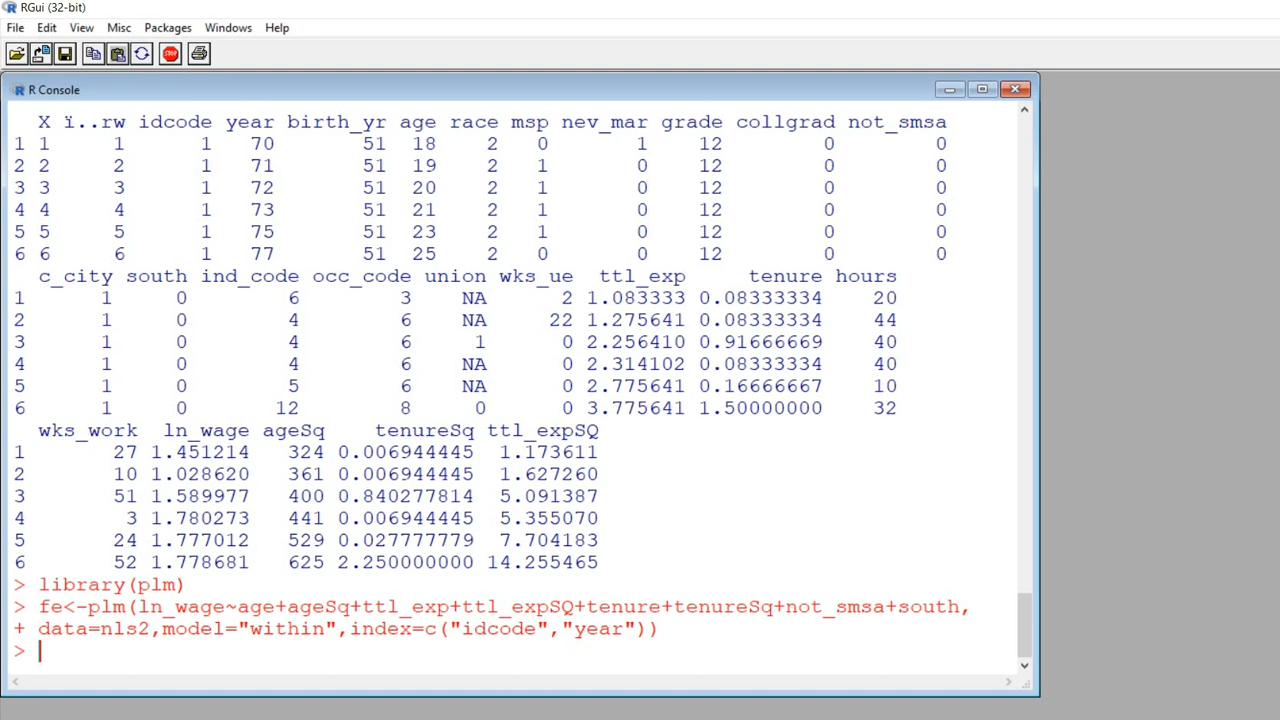 RGui (32-bit)
File Edit View Misc Packages Windows Help
R Console
X ï..rw idcode year birth_yr age race msp nev_mar grade collgrad not_smsa
1 1 1 1 70 51 18 2 0 1 12 0 0
2 2 2 1 71 51 19 2 1 0 12 0 0
3 3 3 1 72 51 20 2 1 0 12 0 0
4 4 4 1 73 51 21 2 1 0 12 0 0
5 5 5 1 75 51 23 2 1 0 12 0 0
6 6 6 1 77 51 25 2 0 0 12 0 0
c_city south ind_code occ_code union wks_ue ttl_exp tenure hours
1 1 0 6 3 NA 2 1.083333 0.08333334 20
2 1 0 4 6 NA 22 1.275641 0.08333334 44
3 1 0 4 6 1 0 2.256410 0.91666669 40
4 1 0 4 6 NA 0 2.314102 0.08333334 40
5 1 0 5 6 NA 0 2.775641 0.16666667 10
6 1 0 12 8 0 0 3.775641 1.50000000 32
wks_work ln_wage ageSq tenureSq ttl_expSQ
1 27 1.451214 324 0.006944445 1.173611
2 10 1.028620 361 0.006944445 1.627260
3 51 1.589977 400 0.840277814 5.091387
4 3 1.780273 441 0.006944445 5.355070
5 24 1.777012 529 0.027777779 7.704183
6 52 1.778681 625 2.250000000 14.255465
> library(plm)
> fe<-plm(ln_wage~age+ageSq+ttl_exp+ttl_expSQ+tenure+tenureSq+not_smsa+south,
+ data=nls2,model="within",index=c("idcode","year"))
>